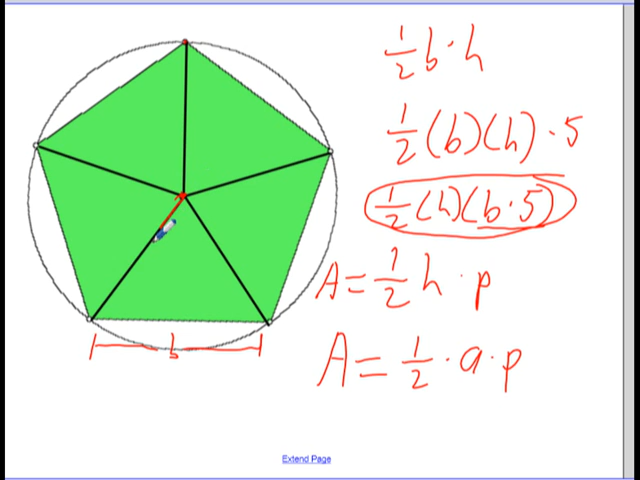 1/2 b · h
1/2 (b)(h) · 5
1/2 (h)(b · 5)
A = 1/2 h · p
A = 1/2 · a · p
b
Extend Page